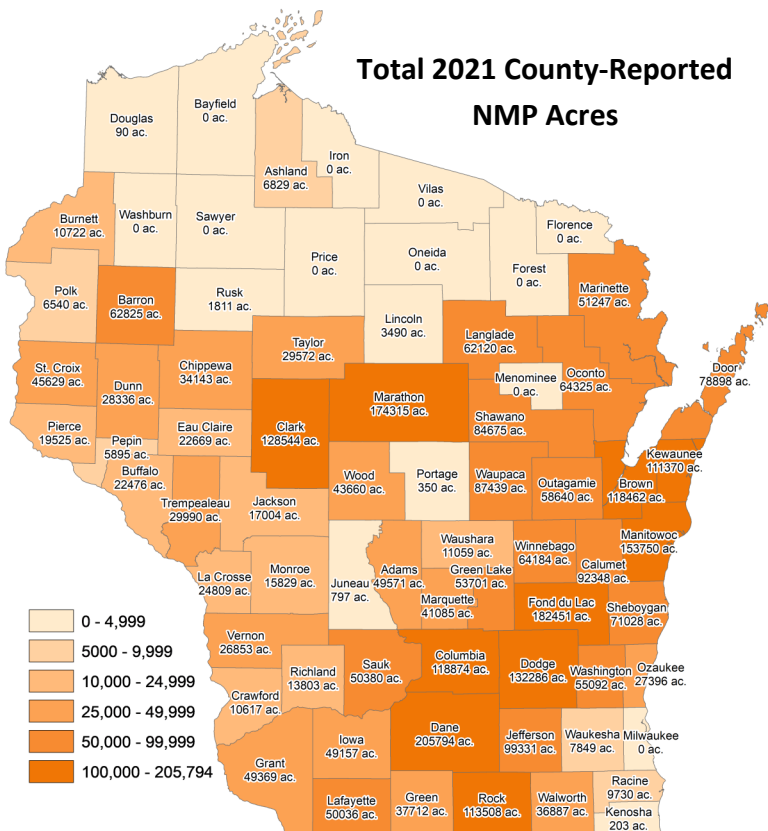 Total 2021 County-Reported
NMP Acres
Douglas
90 ac.
Bayfield
0 ac.
Ashland
6829 ac.
Iron
0 ac.
Vilas
0 ac.
Florence
0 ac.
Burnett
10722 ac.
Washburn
0 ac.
Sawyer
0 ac.
Price
0 ac.
Oneida
0 ac.
Forest
0 ac.
Marinette
51247 ac.
Polk
6540 ac.
Barron
62825 ac.
Rusk
1811 ac.
Lincoln
3490 ac.
Langlade
62120 ac.
Taylor
29572 ac.
Menominee
0 ac.
Oconto
64325 ac.
Door
78898 ac.
St. Croix
45629 ac.
Dunn
28336 ac.
Chippewa
34143 ac.
Marathon
174315 ac.
Shawano
84675 ac.
Pierce
19525 ac.
Pepin
5895 ac.
Eau Claire
22669 ac.
Clark
128544 ac.
Kewaunee
111370 ac.
Buffalo
22476 ac.
Trempealeau
29990 ac.
Jackson
17004 ac.
Wood
43660 ac.
Portage
350 ac.
Waupaca
87439 ac.
Outagamie
58640 ac.
Brown
118462 ac.
Manitowoc
153750 ac.
La Crosse
24809 ac.
Monroe
15829 ac.
Juneau
797 ac.
Adams
49571 ac.
Waushara
11059 ac.
Green Lake
53701 ac.
Marquette
41085 ac.
Winnebago
64184 ac.
Calumet
92348 ac.
Fond du Lac
182451 ac.
Sheboygan
71028 ac.
Vernon
26853 ac.
Richland
13803 ac.
Sauk
50380 ac.
Columbia
118874 ac.
Dodge
132286 ac.
Washington
55092 ac.
Ozaukee
27396 ac.
Crawford
10617 ac.
Grant
49369 ac.
Iowa
49157 ac.
Dane
205794 ac.
Jefferson
99331 ac.
Waukesha
7849 ac.
Milwaukee
0 ac.
Lafayette
50036 ac.
Green
37712 ac.
Rock
113508 ac.
Walworth
36887 ac.
Racine
9730 ac.
Kenosha
203 ac.
0 - 4,999
5000 - 9,999
10,000 - 24,999
25,000 - 49,999
50,000 - 99,999
100,000 - 205,794